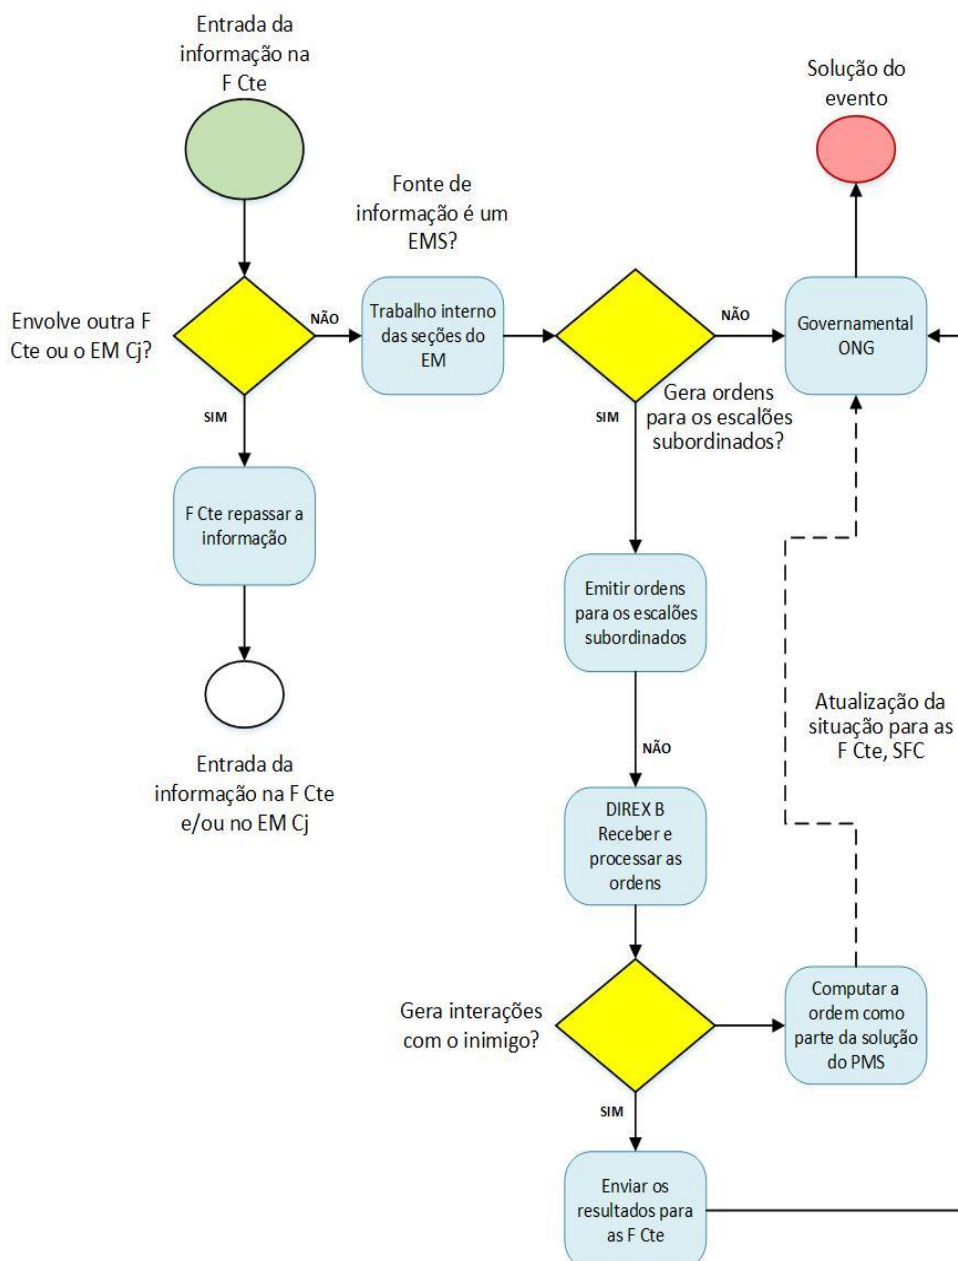 Entrada da
informação na
F Cte
Solução do
evento
Fonte de
informação é um
EMS?
Envolve outra F
Cte ou o EM Cj?
NÃO
Trabalho interno
das seções do
EM
NÃO
Governamental
ONG
SIM
SIM
Gera ordens
para os escalões
subordinados?
F Cte repassar a
informação
Emitir ordens
para os escalões
subordinados
Entrada da
informação na F Cte
e/ou no EM Cj
NÃO
Atualização da
situação para as
F Cte, SFC
DIREX B
Receber e
processar as
ordens
Gera interações
com o inimigo?
Computar a
ordem como
parte da solução
do PMS
SIM
Enviar os
resultados para
as F Cte